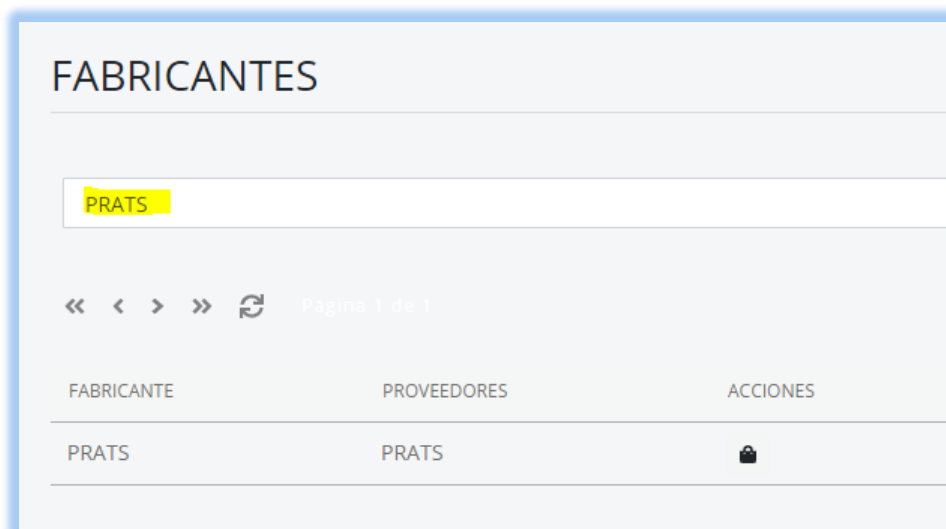 FABRICANTES
PRATS
Página 1 de 1
FABRICANTE PROVEEDORES ACCIONES
PRATS PRATS